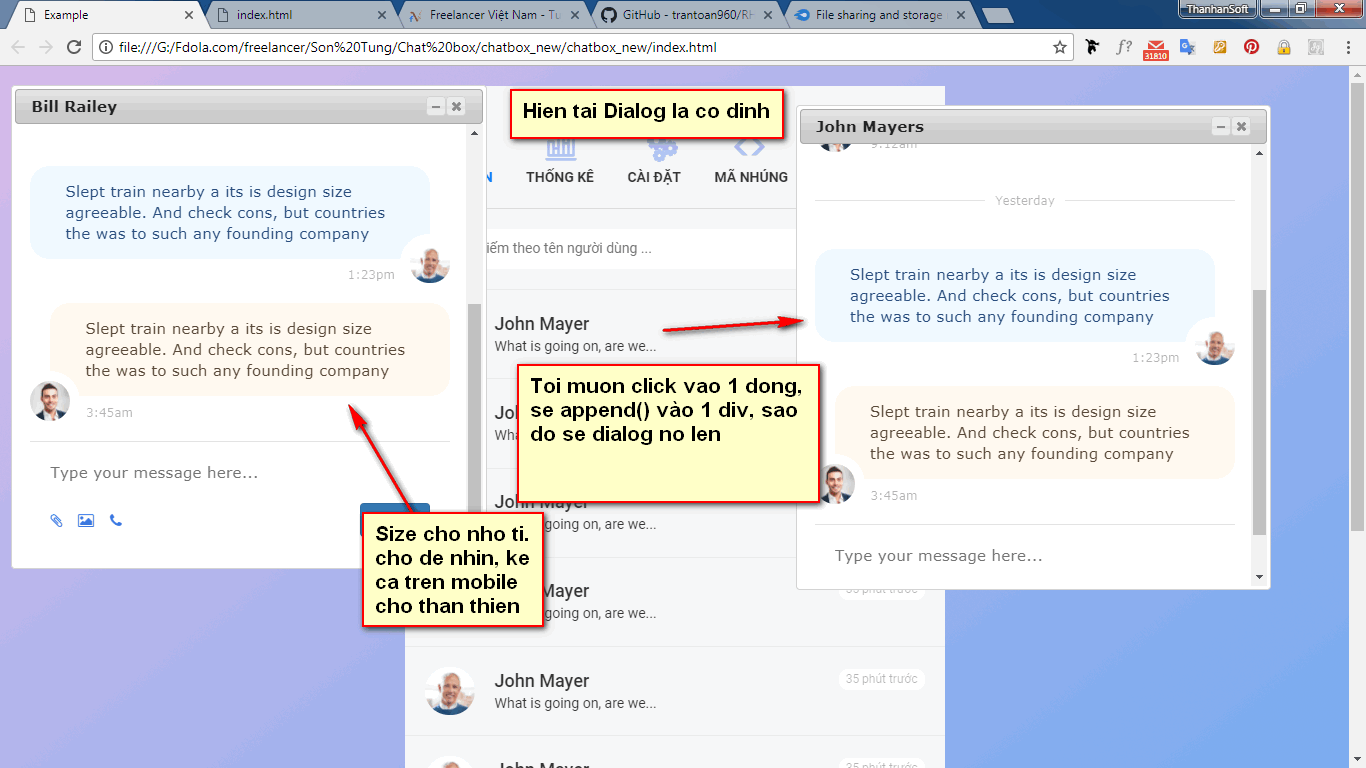 Example
index.html
Freelancer Việt Nam - Tu
GitHub - trantoan960/RH
File sharing and storage
ThanhanSoft
file:///G:/Fdola.com/freelancer/Son%20Tung/Chat%20box/chatbox_new/chatbox_new/index.html
f?
31810
Bill Railey
Slept train nearby a its is design size
agreeable. And check cons, but countries
the was to such any founding company
1:23pm
Slept train nearby a its is design size
agreeable. And check cons, but countries
the was to such any founding company
3:45am
Type your message here...
Size cho nho ti.
cho de nhin, ke
ca tren mobile
cho than thien
Hien tai Dialog la co dinh
N
THỐNG KÊ
CÀI ĐẶT
MÃ NHÚNG
iếm theo tên người dùng ...
John Mayer
What is going on, are we...
Toi muon click vao 1 dong,
se append() vào 1 div, sao
do se dialog no len
John Mayer
What is going on, are we...
John Mayer
What is going on, are we...
35 phút trước
John Mayer
What is going on, are we...
35 phút trước
John Mayer
35 phút trước
John Mayers
9:12am
Yesterday
Slept train nearby a its is design size
agreeable. And check cons, but countries
the was to such any founding company
1:23pm
Slept train nearby a its is design size
agreeable. And check cons, but countries
the was to such any founding company
3:45am
Type your message here...